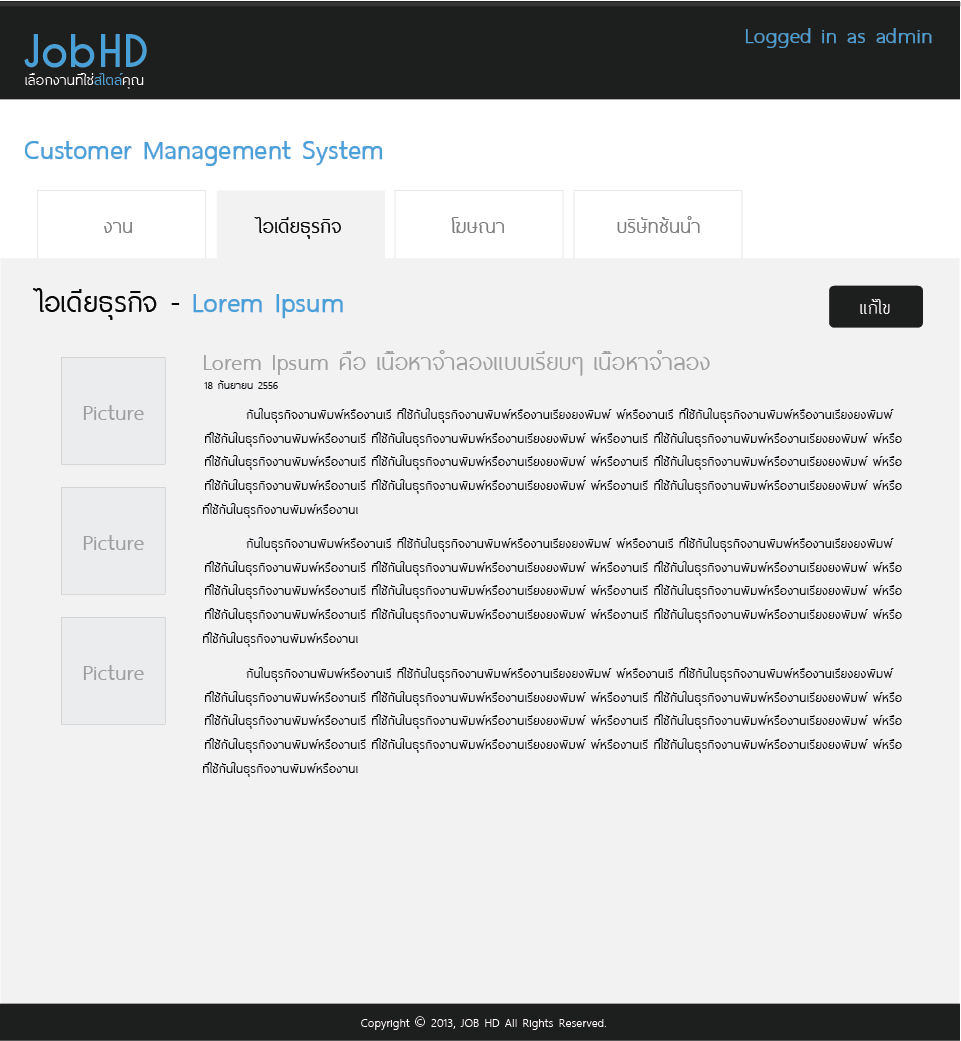 JobHD
เลือกงานที่ใช่สไตล์คุณ
Logged in as admin
Customer Management System
งาน
ไอเดียธุรกิจ
โฆษณา
บริษัทชั้นนำ
ไอเดียธุรกิจ - Lorem Ipsum
แก้ไข
Picture
Picture
Picture
Lorem Ipsum คือ เนื้อหาจำลองแบบเรียบๆ เนื้อหาจำลอง
18 กันยายน 2556
กันในธุรกิจงานพิมพ์หรืองานเรี ที่ใช้กันในธุรกิจงานพิมพ์หรืองานเรียงยงพิมพ์ พ์หรืองานเรี ที่ใช้กันในธุรกิจงานพิมพ์หรืองานเรียงยงพิมพ์
ที่ใช้กันในธุรกิจงานพิมพ์หรืองานเรี ที่ใช้กันในธุรกิจงานพิมพ์หรืองานเรียงยงพิมพ์ พ์หรืองานเรี ที่ใช้กันในธุรกิจงานพิมพ์หรืองานเรียงยงพิมพ์ พ์หรือ
ที่ใช้กันในธุรกิจงานพิมพ์หรืองานเรี ที่ใช้กันในธุรกิจงานพิมพ์หรืองานเรียงยงพิมพ์ พ์หรืองานเรี ที่ใช้กันในธุรกิจงานพิมพ์หรืองานเรียงยงพิมพ์ พ์หรือ
ที่ใช้กันในธุรกิจงานพิมพ์หรืองานเรี ที่ใช้กันในธุรกิจงานพิมพ์หรืองานเรียงยงพิมพ์ พ์หรืองานเรี ที่ใช้กันในธุรกิจงานพิมพ์หรืองานเรียงยงพิมพ์ พ์หรือ
ที่ใช้กันในธุรกิจงานพิมพ์หรืองานเ
กันในธุรกิจงานพิมพ์หรืองานเรี ที่ใช้กันในธุรกิจงานพิมพ์หรืองานเรียงยงพิมพ์ พ์หรืองานเรี ที่ใช้กันในธุรกิจงานพิมพ์หรืองานเรียงยงพิมพ์
ที่ใช้กันในธุรกิจงานพิมพ์หรืองานเรี ที่ใช้กันในธุรกิจงานพิมพ์หรืองานเรียงยงพิมพ์ พ์หรืองานเรี ที่ใช้กันในธุรกิจงานพิมพ์หรืองานเรียงยงพิมพ์ พ์หรือ
ที่ใช้กันในธุรกิจงานพิมพ์หรืองานเรี ที่ใช้กันในธุรกิจงานพิมพ์หรืองานเรียงยงพิมพ์ พ์หรืองานเรี ที่ใช้กันในธุรกิจงานพิมพ์หรืองานเรียงยงพิมพ์ พ์หรือ
ที่ใช้กันในธุรกิจงานพิมพ์หรืองานเรี ที่ใช้กันในธุรกิจงานพิมพ์หรืองานเรียงยงพิมพ์ พ์หรืองานเรี ที่ใช้กันในธุรกิจงานพิมพ์หรืองานเรียงยงพิมพ์ พ์หรือ
ที่ใช้กันในธุรกิจงานพิมพ์หรืองานเ
กันในธุรกิจงานพิมพ์หรืองานเรี ที่ใช้กันในธุรกิจงานพิมพ์หรืองานเรียงยงพิมพ์ พ์หรืองานเรี ที่ใช้กันในธุรกิจงานพิมพ์หรืองานเรียงยงพิมพ์
ที่ใช้กันในธุรกิจงานพิมพ์หรืองานเรี ที่ใช้กันในธุรกิจงานพิมพ์หรืองานเรียงยงพิมพ์ พ์หรืองานเรี ที่ใช้กันในธุรกิจงานพิมพ์หรืองานเรียงยงพิมพ์ พ์หรือ
ที่ใช้กันในธุรกิจงานพิมพ์หรืองานเรี ที่ใช้กันในธุรกิจงานพิมพ์หรืองานเรียงยงพิมพ์ พ์หรืองานเรี ที่ใช้กันในธุรกิจงานพิมพ์หรืองานเรียงยงพิมพ์ พ์หรือ
ที่ใช้กันในธุรกิจงานพิมพ์หรืองานเรี ที่ใช้กันในธุรกิจงานพิมพ์หรืองานเรียงยงพิมพ์ พ์หรืองานเรี ที่ใช้กันในธุรกิจงานพิมพ์หรืองานเรียงยงพิมพ์ พ์หรือ
ที่ใช้กันในธุรกิจงานพิมพ์หรืองานเ
Copyright © 2013, JOB HD All Rights Reserved.